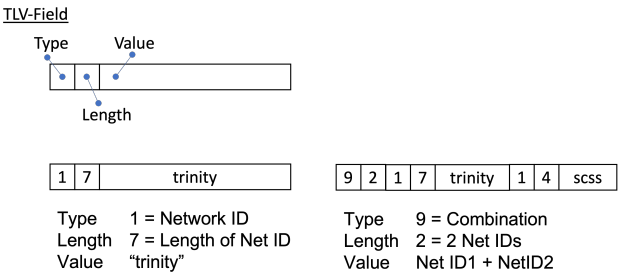 TLV-Field
Type Value
Length
1 7 trinity
Type 1 = Network ID
Length 7 = Length of Net ID
Value “trinity”
9 2 1 7 trinity 1 4 scss
Type 9 = Combination
Length 2 = 2 Net IDs
Value Net ID1 + NetID2